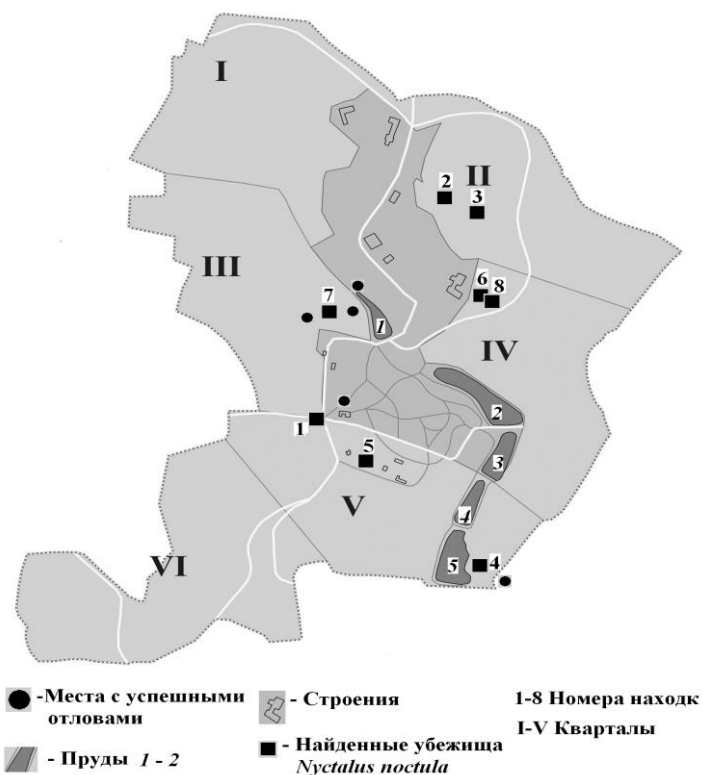 I
II
2
3
III
7
6
8
1
IV
2
1
5
3
V
4
VI
5
4
-Места с успешными
отловами
- Строения
1-8 Номера находк
I-V Кварталы
- Пруды 1 - 2
- Найденные убежища
Nyctalus noctula